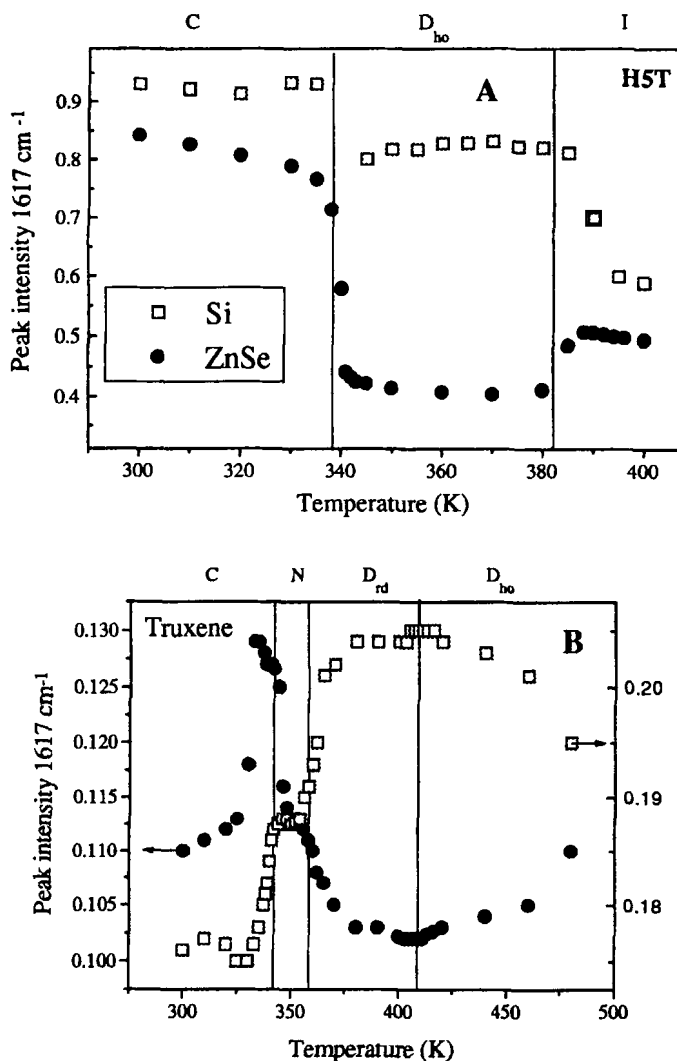 C D_ho I
H5T
A
0.9
0.8
0.7
0.6
0.5
0.4
Peak intensity 1617 cm⁻¹
Si
ZnSe
300 320 340 360 380 400
Temperature (K)
C N D_rd D_ho
Truxene
B
0.130
0.125
0.120
0.115
0.110
0.105
0.100
Peak intensity 1617 cm⁻¹
0.20
0.19
0.18
300 350 400 450 500
Temperature (K)